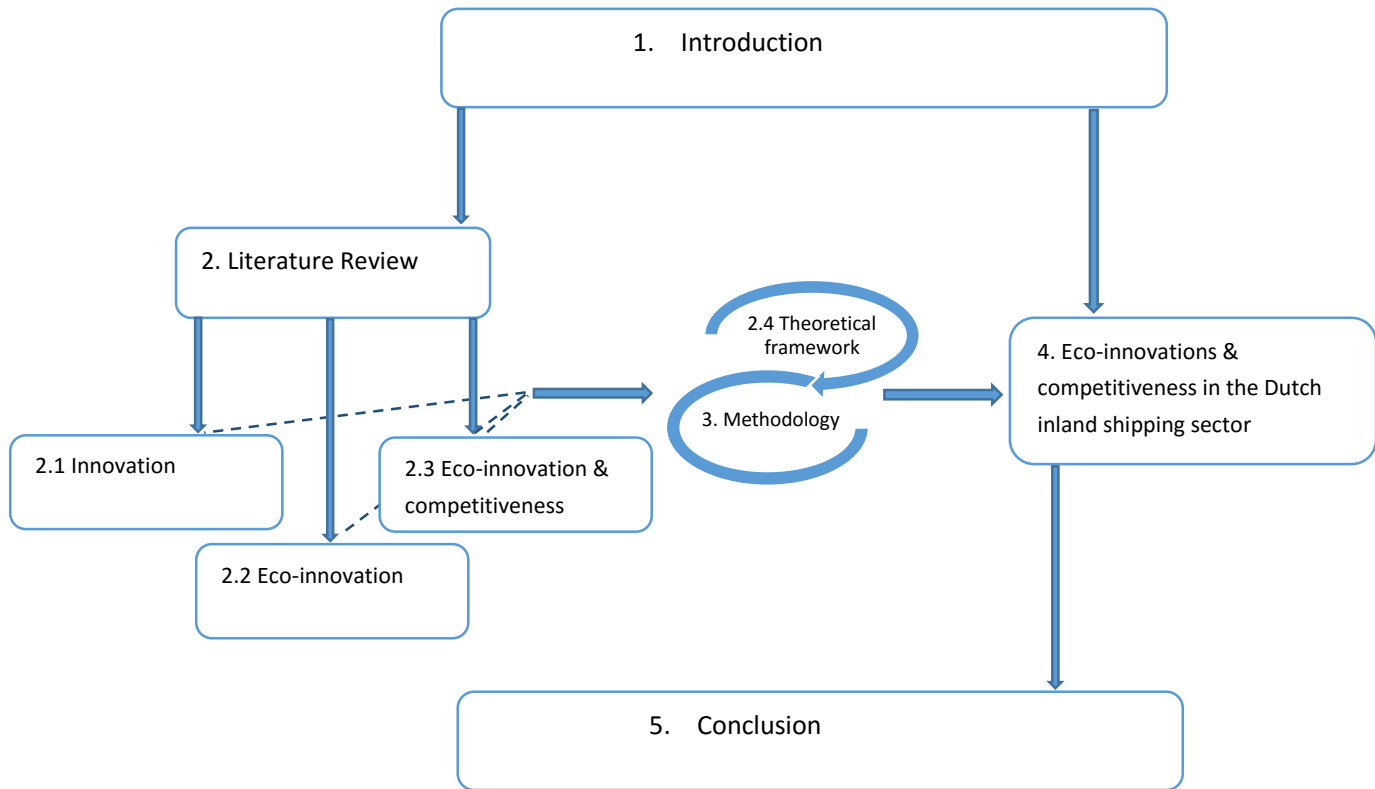 1. Introduction
2. Literature Review
2.4 Theoretical
framework
3. Methodology
4. Eco-innovations &
competitiveness in the Dutch
inland shipping sector
2.1 Innovation
2.3 Eco-innovation &
competitiveness
2.2 Eco-innovation
5. Conclusion